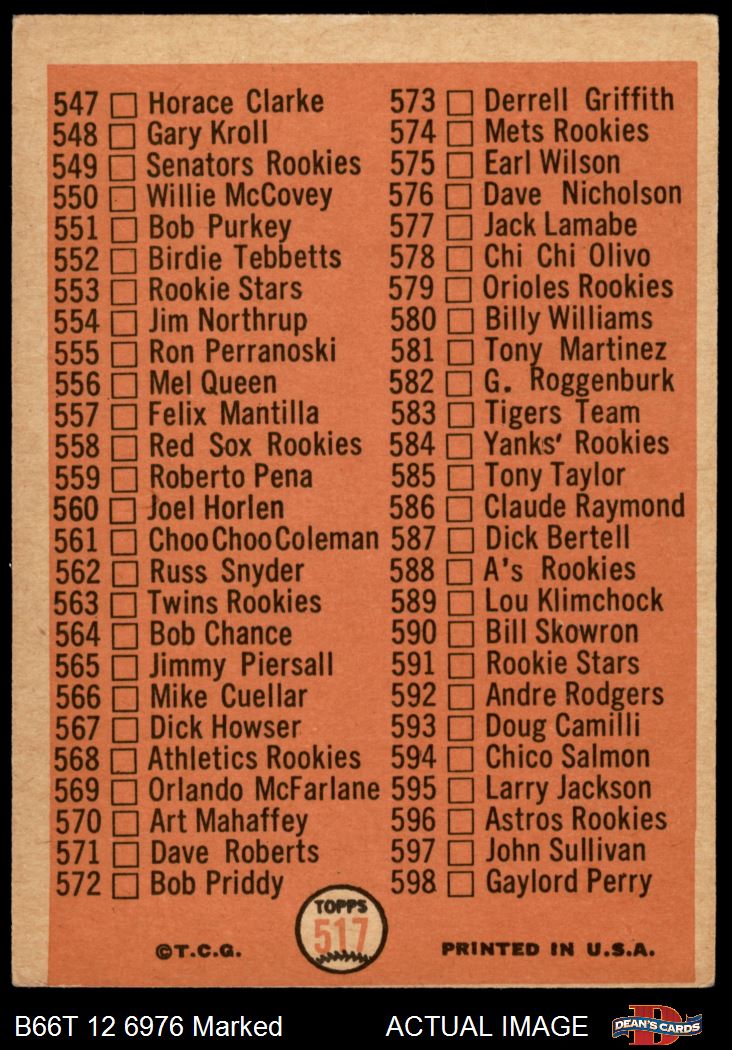 547 Horace Clarke
548 Gary Kroll
549 Senators Rookies
550 Willie McCovey
551 Bob Purkey
552 Birdie Tebbetts
553 Rookie Stars
554 Jim Northrup
555 Ron Perranoski
556 Mel Queen
557 Felix Mantilla
558 Red Sox Rookies
559 Roberto Pena
560 Joel Horlen
561 Choo Choo Coleman
562 Russ Snyder
563 Twins Rookies
564 Bob Chance
565 Jimmy Piersall
566 Mike Cuellar
567 Dick Howser
568 Athletics Rookies
569 Orlando McFarlane
570 Art Mahaffey
571 Dave Roberts
572 Bob Priddy
573 Derrell Griffith
574 Mets Rookies
575 Earl Wilson
576 Dave Nicholson
577 Jack Lamabe
578 Chi Chi Olivo
579 Orioles Rookies
580 Billy Williams
581 Tony Martinez
582 G. Roggenburk
583 Tigers Team
584 Yanks' Rookies
585 Tony Taylor
586 Claude Raymond
587 Dick Bertell
588 A's Rookies
589 Lou Klimchock
590 Bill Skowron
591 Rookie Stars
592 Andre Rodgers
593 Doug Camilli
594 Chico Salmon
595 Larry Jackson
596 Astros Rookies
597 John Sullivan
598 Gaylord Perry
TOPPS
517
©T.C.G.
PRINTED IN U.S.A.
B66T 12 6976 Marked
ACTUAL IMAGE
D
DEAN'S CARDS